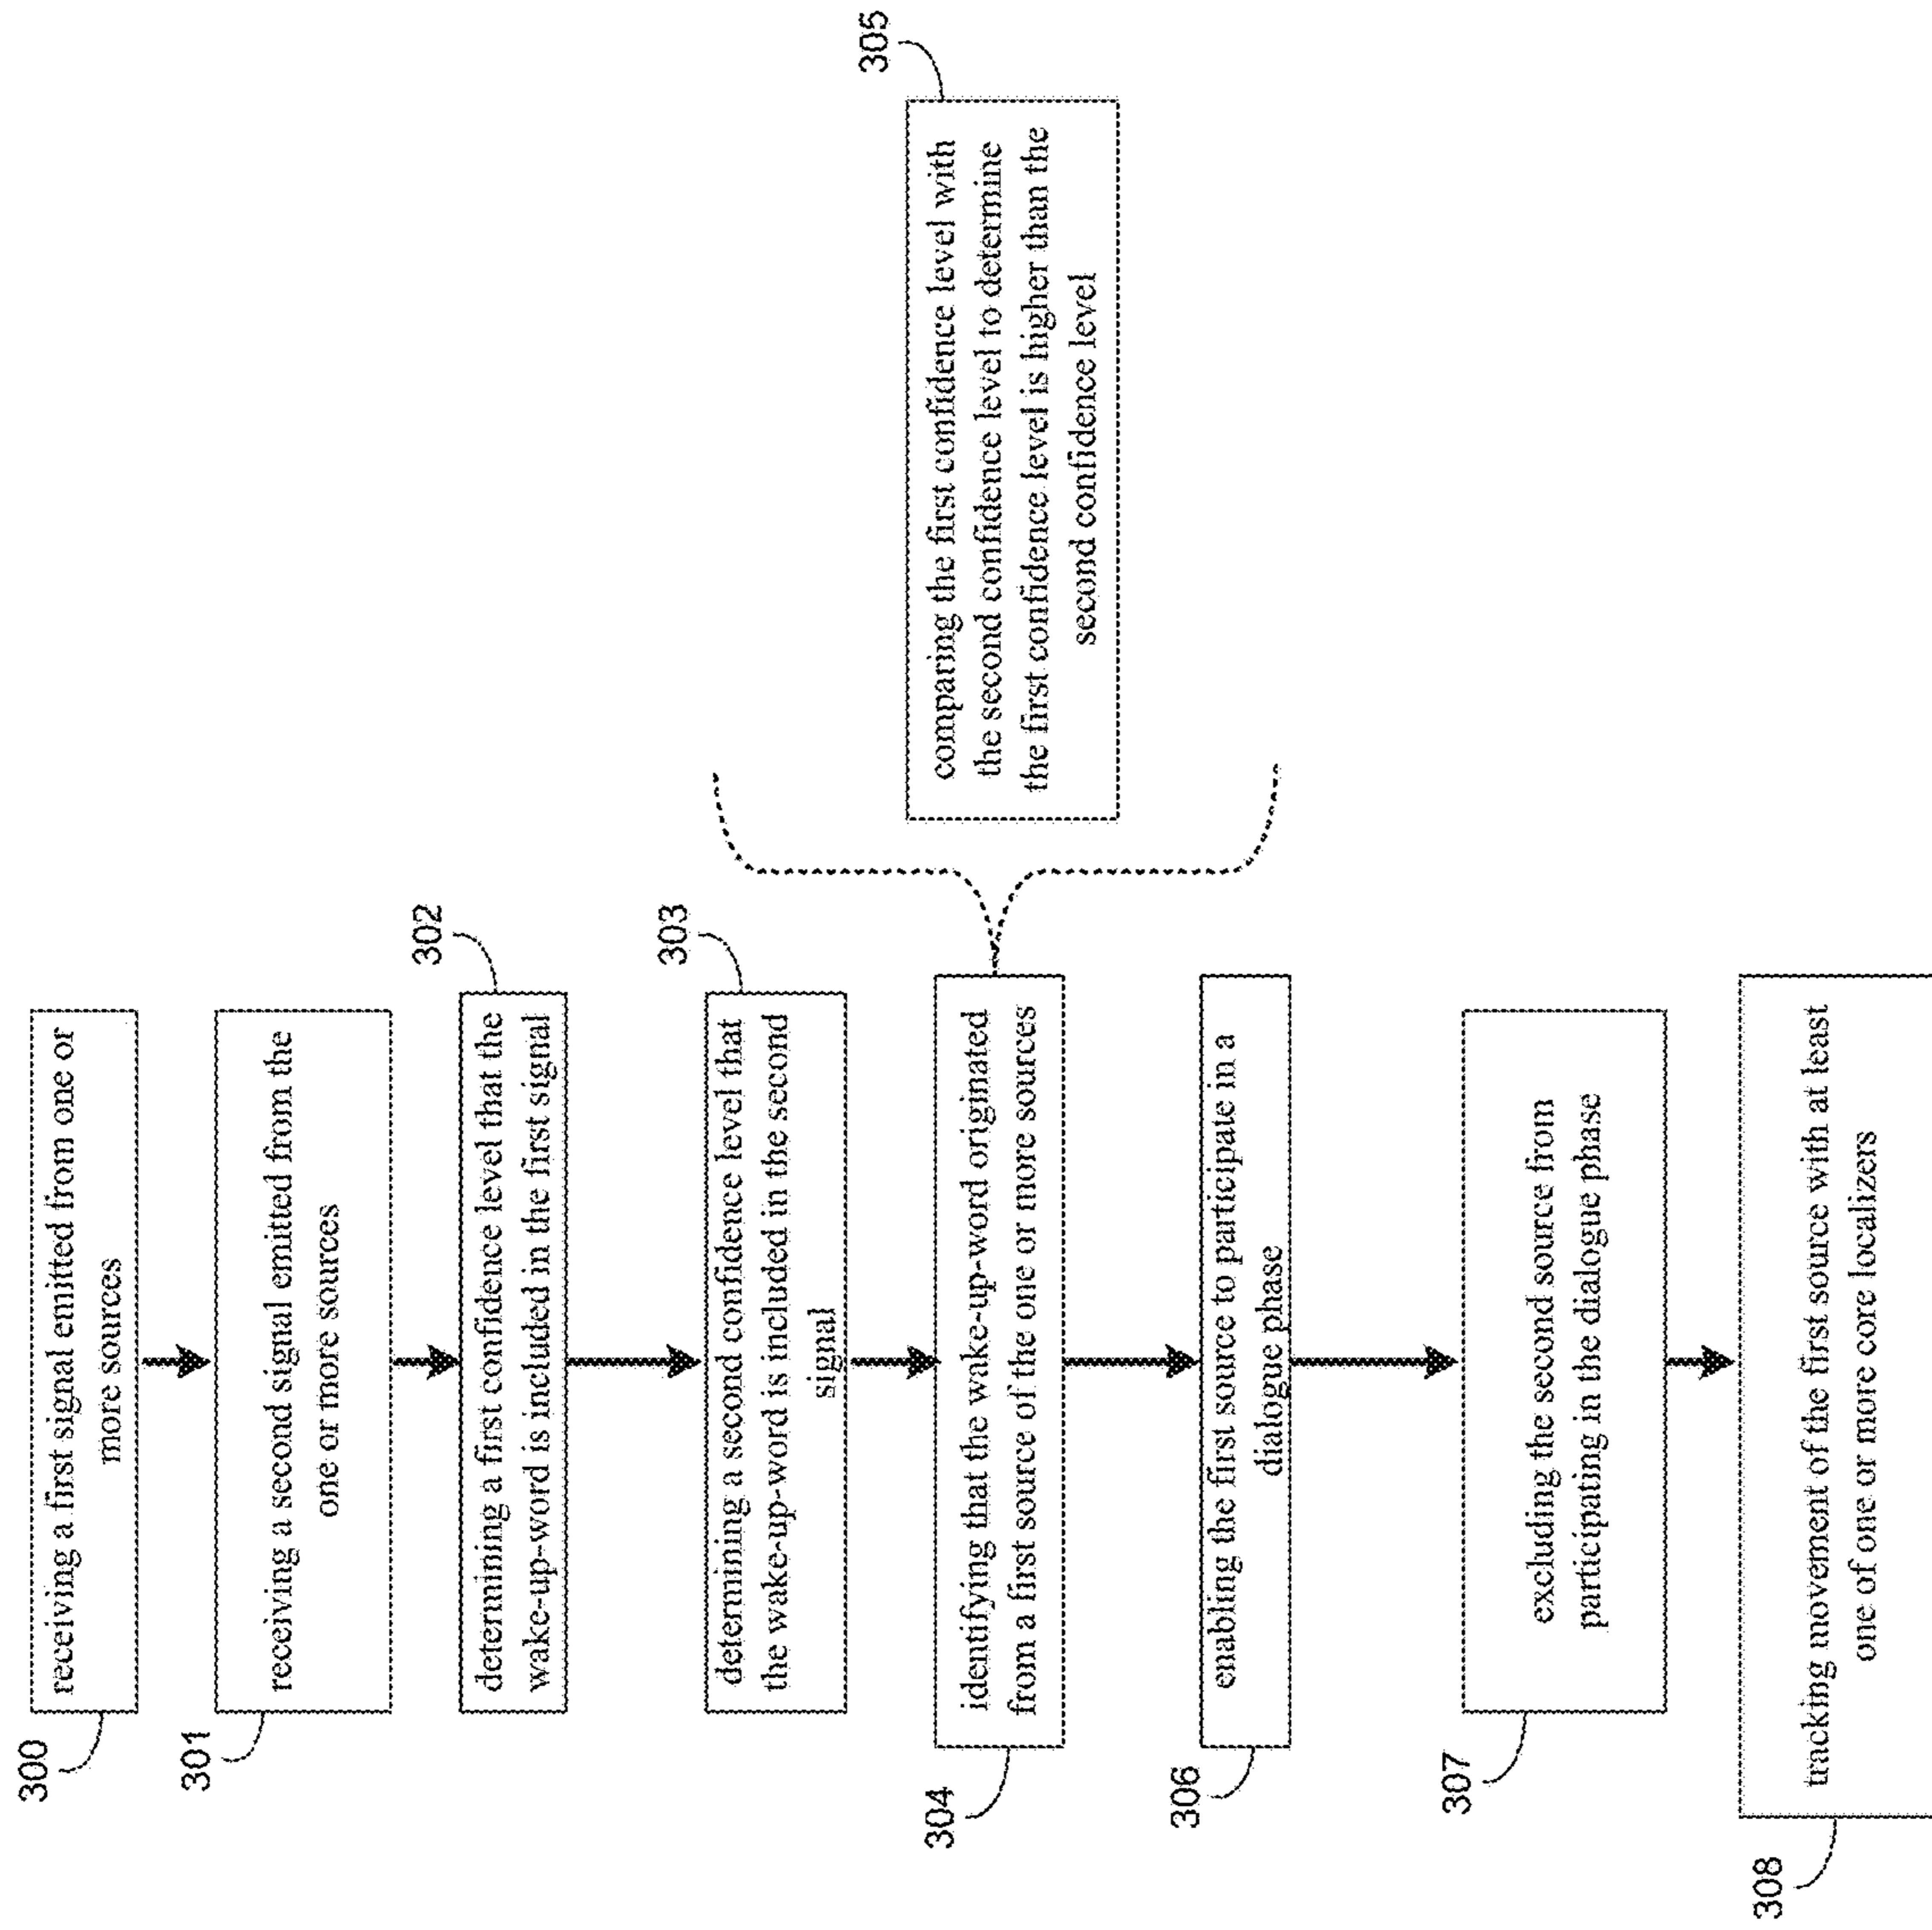 300
receiving a first signal emitted from one or
more sources
301
receiving a second signal emitted from the
one or more sources
302
determining a first confidence level that the
wake-up-word is included in the first signal
303
determining a second confidence level that
the wake-up-word is included in the second
signal
304
identifying that the wake-up-word originated
from a first source of the one or more sources
305
comparing the first confidence level with
the second confidence level to determine
the first confidence level is higher than the
second confidence level
306
enabling the first source to participate in a
dialogue phase
307
excluding the second source from
participating in the dialogue phase
308
tracking movement of the first source with at least
one of one or more core localizers